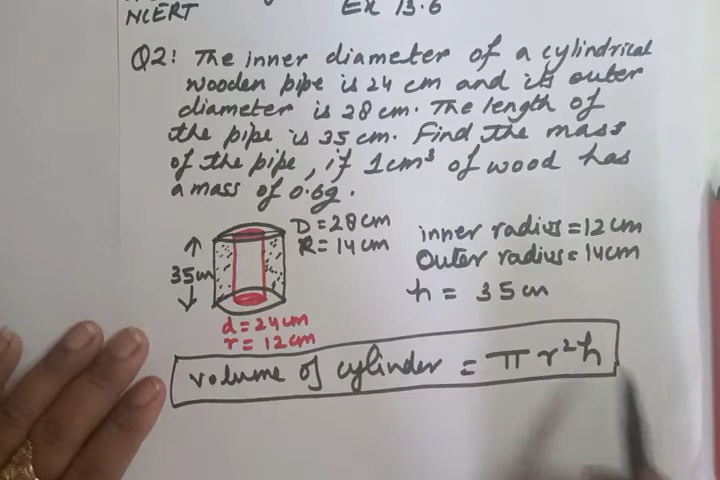 NCERT Ex 13.6
Q2: The inner diameter of a cylindrical
wooden pipe is 24 cm and its outer
diameter is 28 cm. The length of
the pipe is 35 cm. Find the mass
of the pipe, if 1cm³ of wood has
a mass of 0.6g.
D = 28 cm
R = 14 cm
35 cm
d = 24 cm
r = 12 cm
inner radius = 12 cm
Outer radius = 14 cm
h = 35 cm
volume of cylinder = πr²h